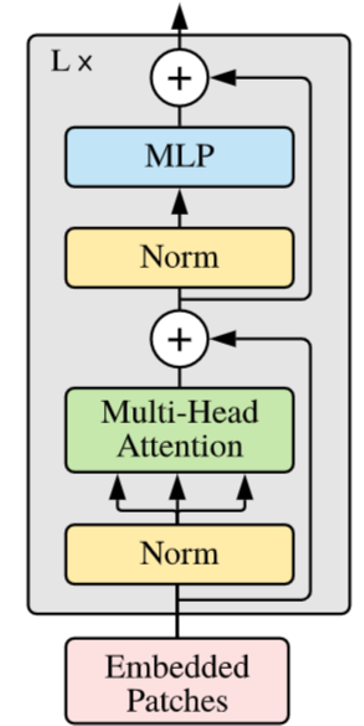 L x
+
MLP
Norm
+
Multi-Head
Attention
Norm
Embedded
Patches